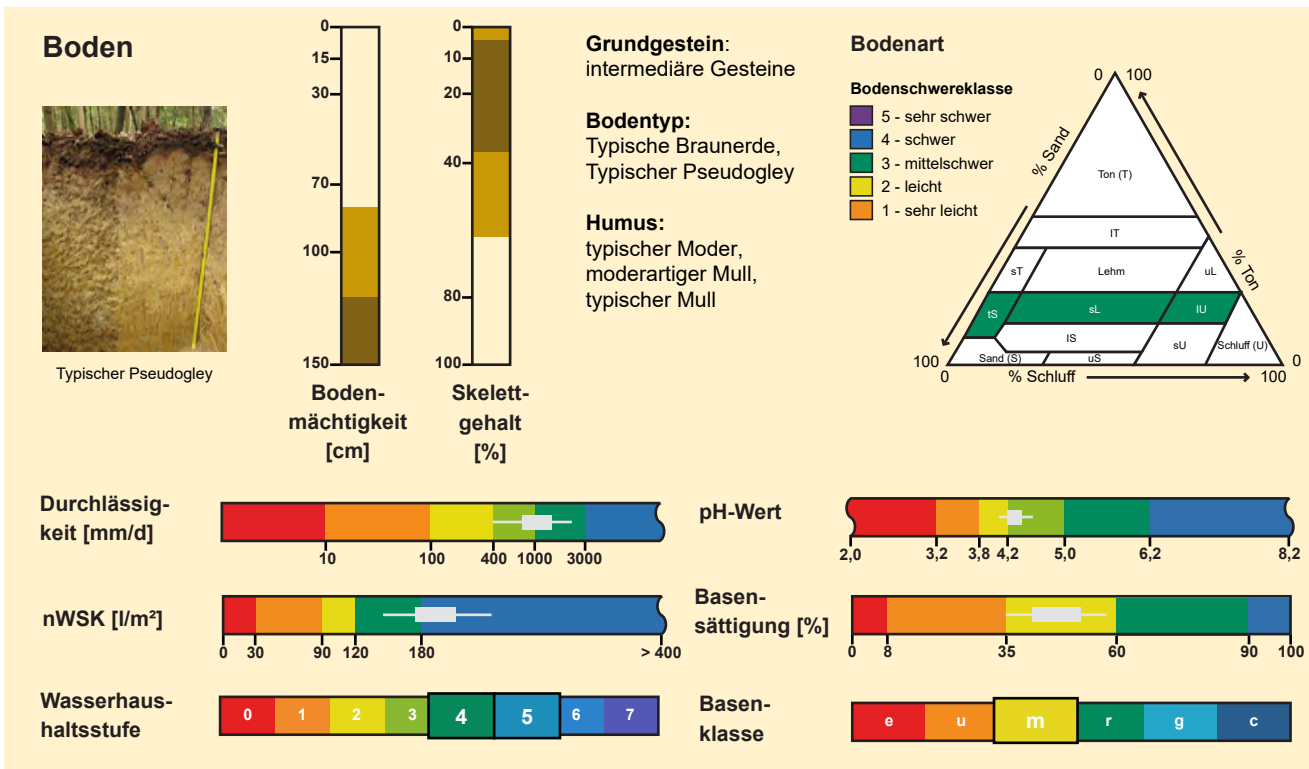 Boden
Typischer Pseudogley
0
15
30
70
100
150
Boden-
mächtigkeit
[cm]
0
10
20
40
80
100
Skelett-
gehalt
[%]
Grundgestein:
intermediäre Gesteine
Bodentyp:
Typische Braunerde,
Typischer Pseudogley
Humus:
typischer Moder,
moderartiger Mull,
typischer Mull
Bodenart
Bodenschwereklasse
5 - sehr schwer
4 - schwer
3 - mittelschwer
2 - leicht
1 - sehr leicht
0 100
% Sand
% Ton
Ton (T)
lT
sT Lehm uL
tS sL lU
lS
Sand (S) uS sU Schluff (U)
100 0
0 % Schluff 100
Durchlässig-
keit [mm/d]
10 100 400 1000 3000
nWSK [l/m²]
0 30 90 120 180 > 400
Wasserhaus-
haltsstufe
0 1 2 3 4 5 6 7
pH-Wert
2,0 3,2 3,8 4,2 5,0 6,2 8,2
Basen-
sättigung [%]
0 8 35 60 90 100
Basen-
klasse
e u m r g c